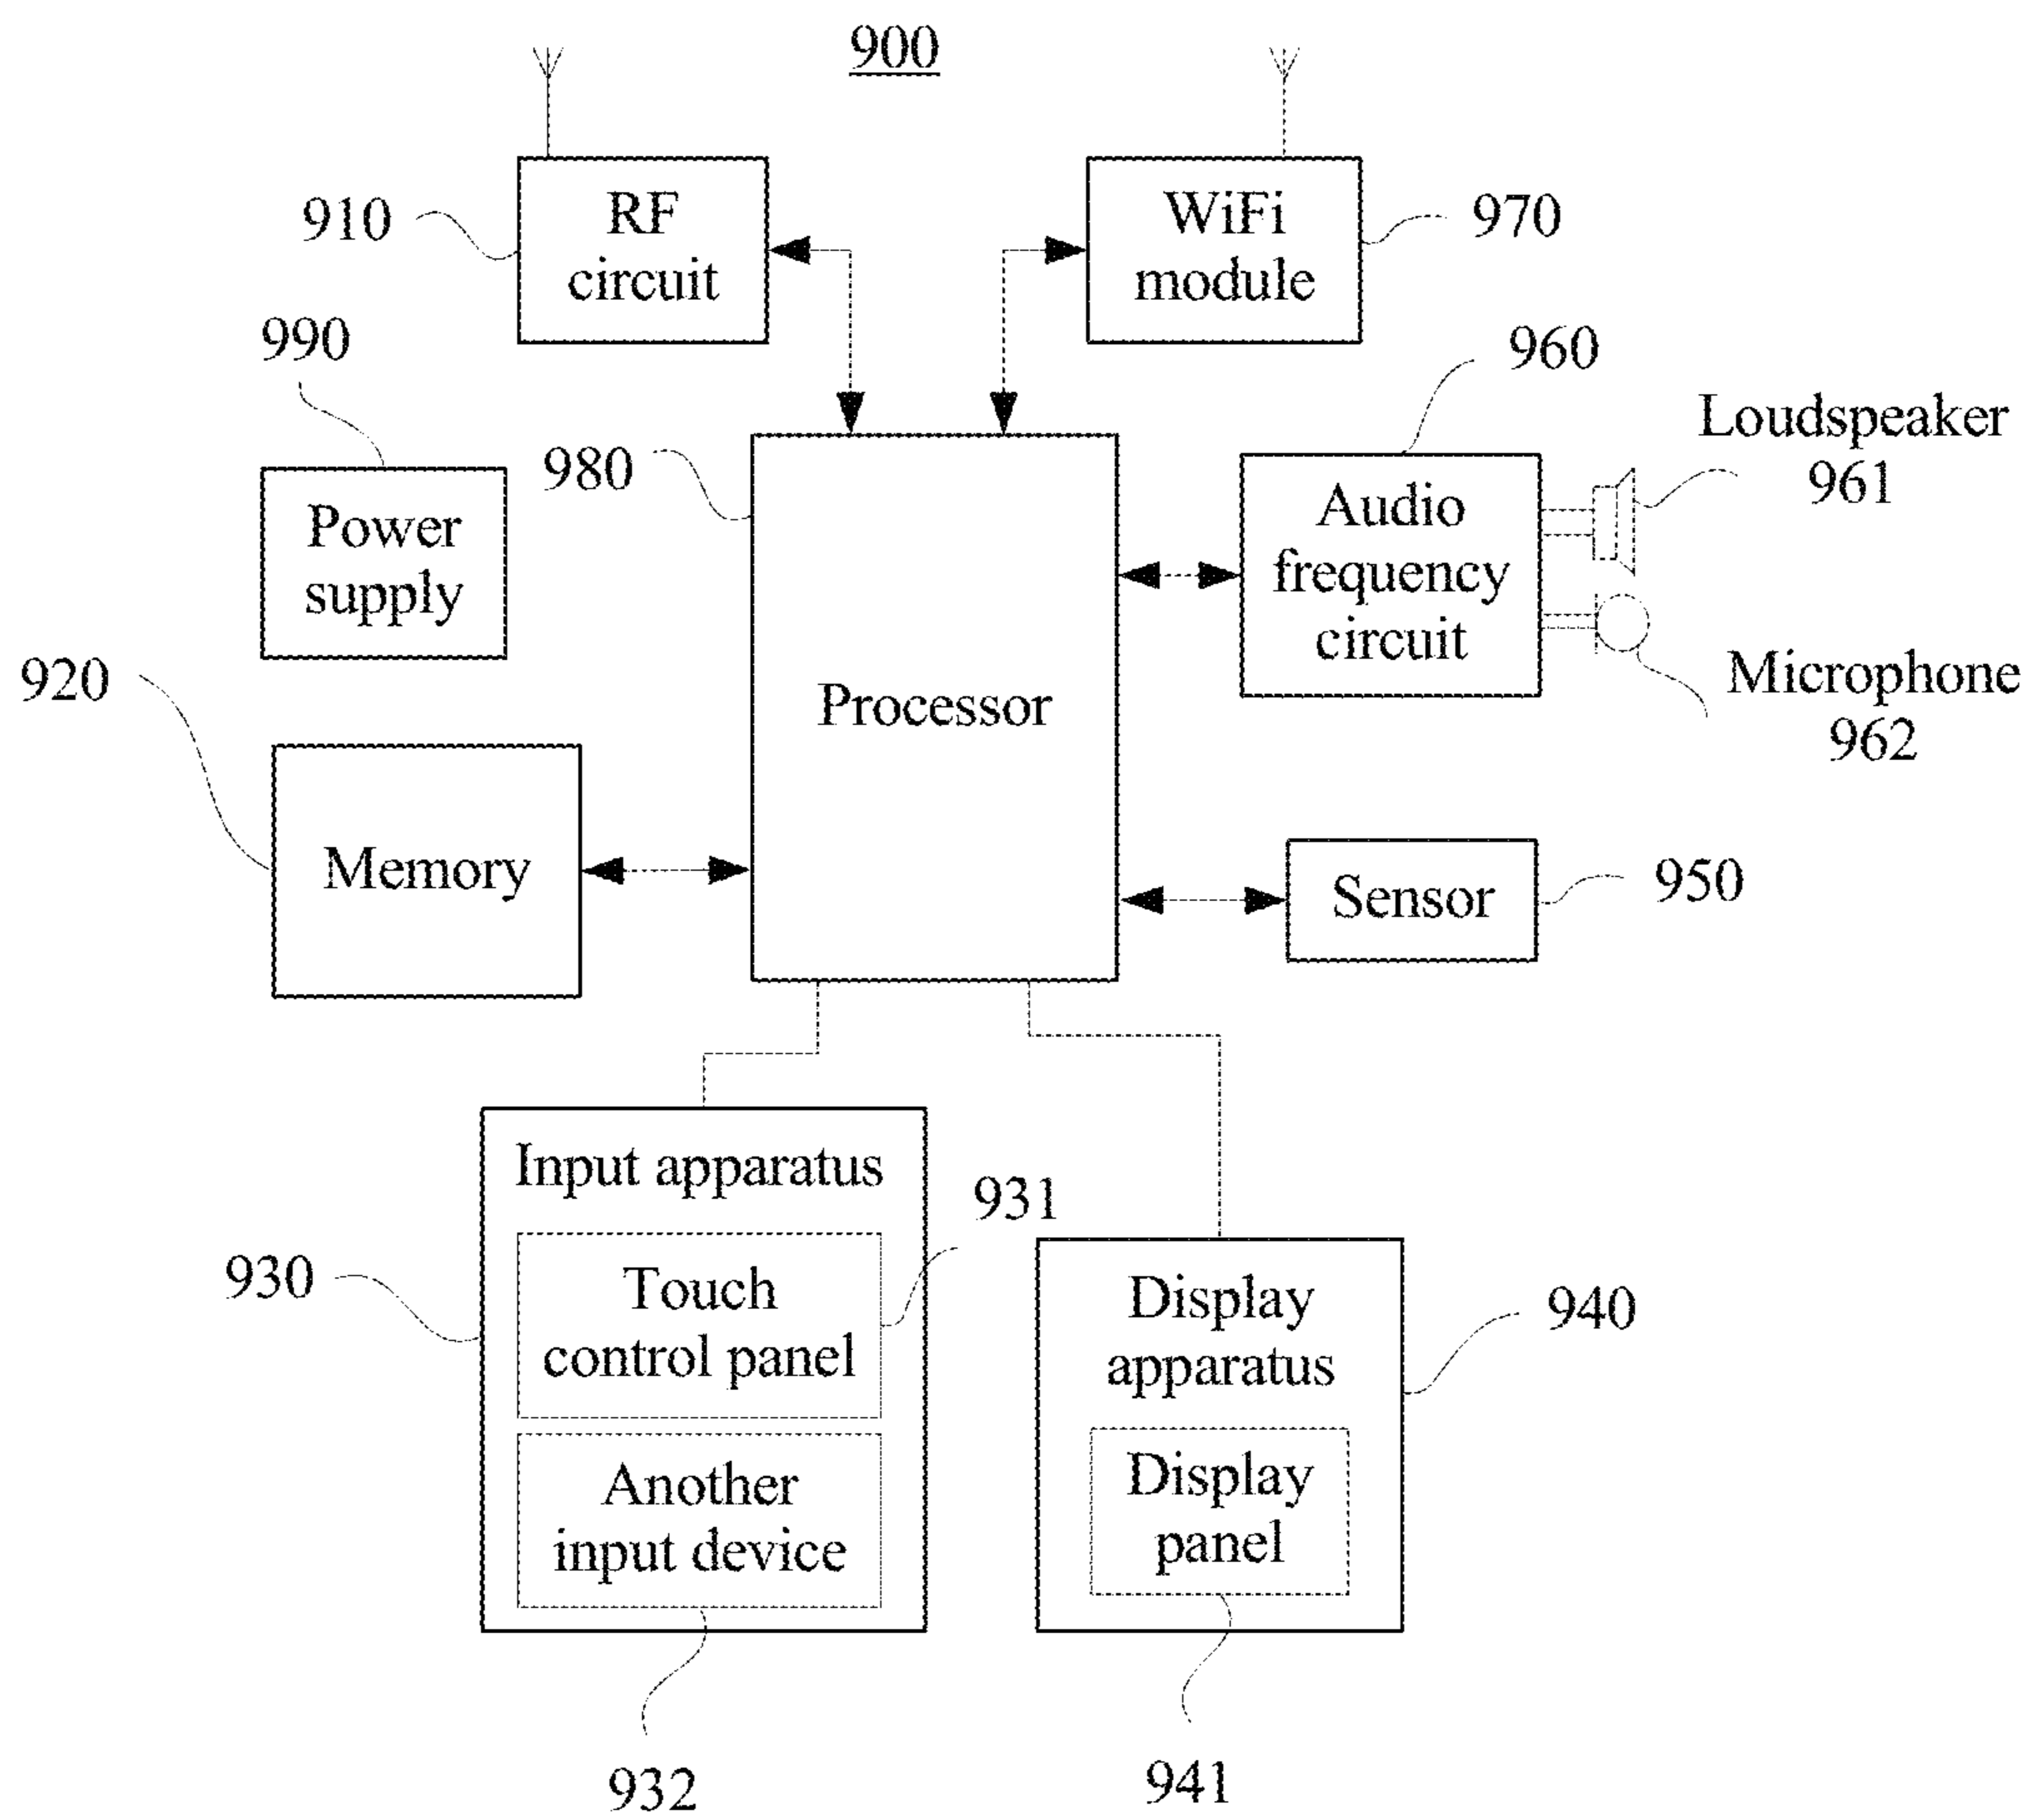 900
910
RF
circuit
WiFi
module
970
990
960
Loudspeaker
961
980
Power
supply
Audio
frequency
circuit
920
Processor
Microphone
962
Memory
Sensor
950
Input apparatus
931
930
Touch
control panel
Display
apparatus
940
Another
input device
Display
panel
932
941